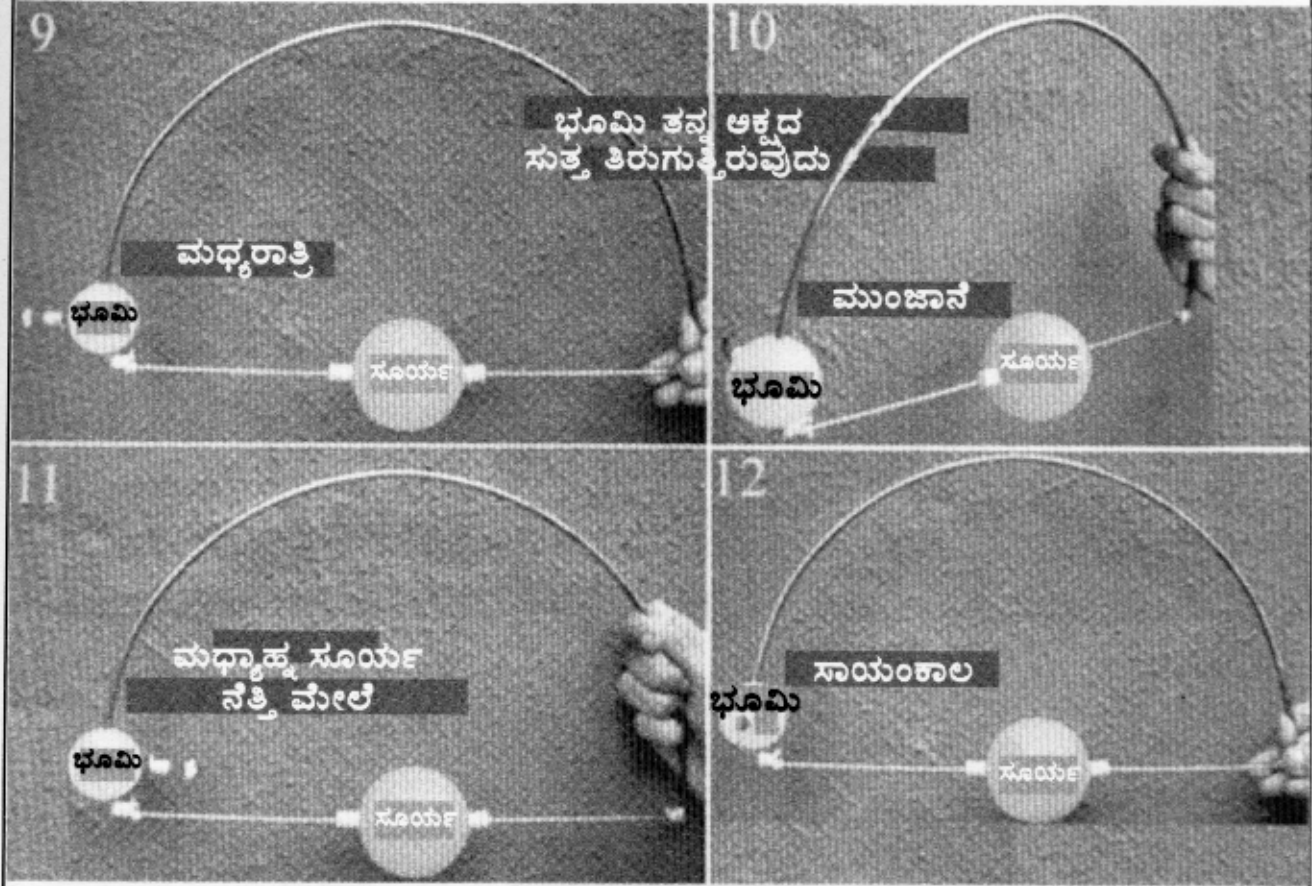 9
10
ಭೂಮಿ ತನ್ನ ಅಕ್ಷದ
ಸುತ್ತ ತಿರುಗುತ್ತಿರುವುದು
ಮಧ್ಯರಾತ್ರಿ
ಭೂಮಿ
ಸೂರ್ಯ
ಮುಂಜಾನೆ
ಸೂರ್ಯ
ಭೂಮಿ
11
12
ಮಧ್ಯಾಹ್ನ ಸೂರ್ಯ
ನೆತ್ತಿ ಮೇಲೆ
ಭೂಮಿ
ಸೂರ್ಯ
ಸಾಯಂಕಾಲ
ಭೂಮಿ
ಸೂರ್ಯ